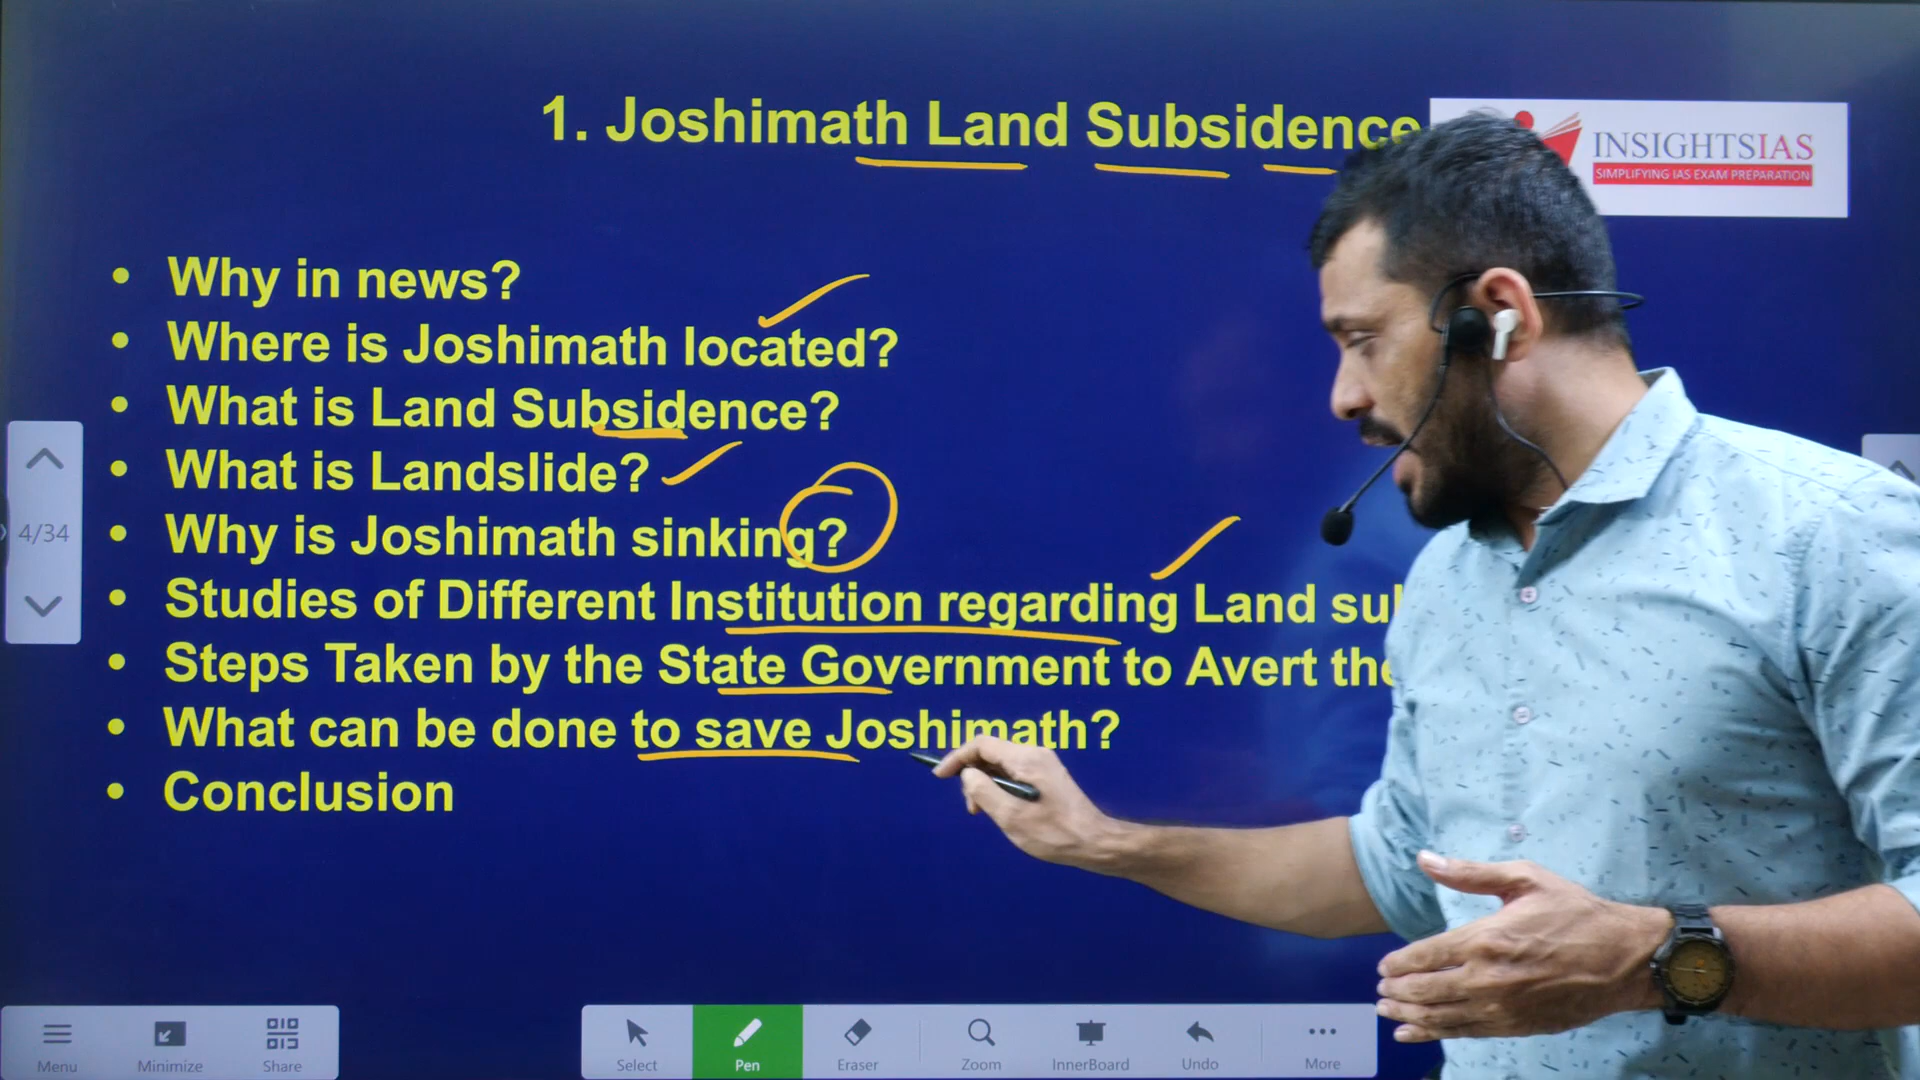 1. Joshimath Land Subsidence
INSIGHTSIAS
SIMPLIFYING IAS EXAM PREPARATION
• Why in news?
• Where is Joshimath located?
• What is Land Subsidence?
• What is Landslide?
• Why is Joshimath sinking?
• Studies of Different Institution regarding Land
• Steps Taken by the State Government to Avert the
• What can be done to save Joshimath?
• Conclusion
4/34
Menu Minimize Share Select Pen Eraser Zoom InnerBoard Undo More